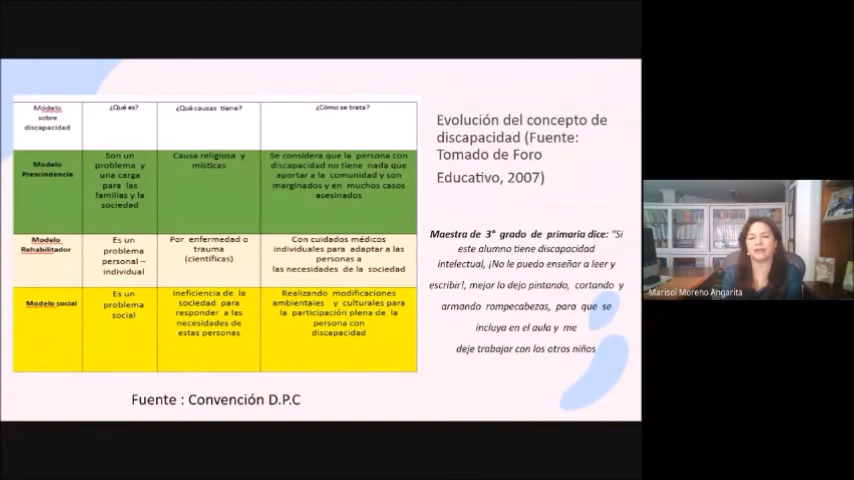 Módelo
sobre
discapacidad
¿Qué es?
¿Qué causas tiene?
¿Cómo se trata?
Modelo
Prescindencia
Son un
problema y
una carga
para las
familias y la
sociedad
Causa religiosa y
místicas
Se considera que la persona con
discapacidad no tiene nada que
aportar a la comunidad y son
marginados y en muchos casos
asesinados
Modelo
Rehabilitador
Es un
problema
personal –
individual
Por enfermedad o
trauma
(científicas)
Con cuidados médicos
individuales para adaptar a las
personas a
las necesidades de la sociedad
Modelo social
Es un
problema
social
Ineficiencia de la
sociedad para
responder a las
necesidades de
estas personas
Realizando modificaciones
ambientales y culturales para
la participación plena de la
persona con
discapacidad
Fuente : Convención D.P.C
Evolución del concepto de
discapacidad (Fuente:
Tomado de Foro
Educativo, 2007)
Maestra de 3° grado de primaria dice: "Si
este alumno tiene discapacidad
intelectual, ¡No le puedo enseñar a leer y
escribir!, mejor lo dejo pintando, cortando y
armando rompecabezas, para que se
incluya en el aula y me
deje trabajar con los otros niños
Marisol Moreno Angarita